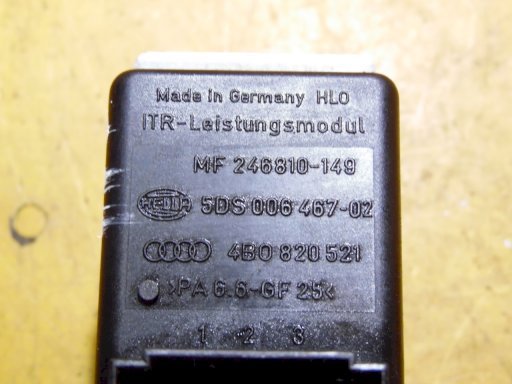 Made in Germany HLO
ITR-Leistungsmodul
MF 246810-149
HELLA 5DS 006 467-02
4B0 820 521
>PA 6.6-GF 25<
1 2 3